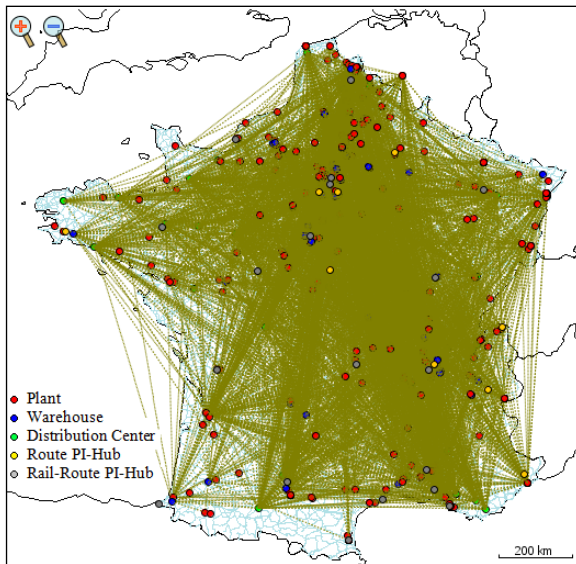 Plant
Warehouse
Distribution Center
Route PI-Hub
Rail-Route PI-Hub
200 km